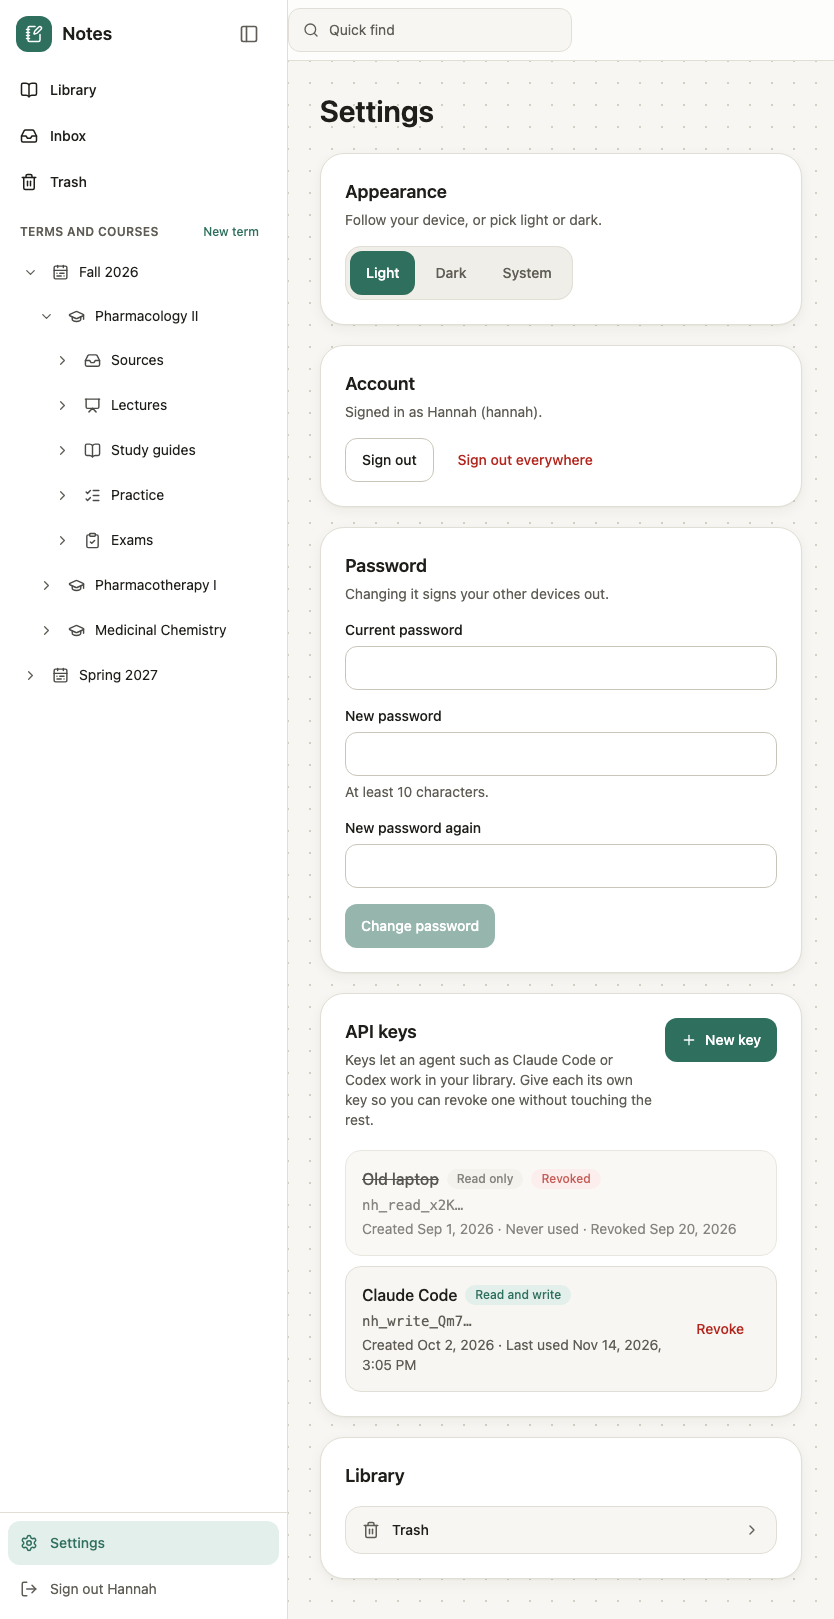 Notes
Library
Inbox
Trash
TERMS AND COURSES
New term
Fall 2026
Pharmacology II
Sources
Lectures
Study guides
Practice
Exams
Pharmacotherapy I
Medicinal Chemistry
Spring 2027
Settings
Sign out Hannah
Quick find
Settings
Appearance
Follow your device, or pick light or dark.
Light
Dark
System
Account
Signed in as Hannah (hannah).
Sign out
Sign out everywhere
Password
Changing it signs your other devices out.
Current password
New password
At least 10 characters.
New password again
Change password
API keys
Keys let an agent such as Claude Code or
Codex work in your library. Give each its own
key so you can revoke one without touching the
rest.
New key
Old laptop
Read only
Revoked
nh_read_x2K…
Created Sep 1, 2026 · Never used · Revoked Sep 20, 2026
Claude Code
Read and write
nh_write_Qm7…
Created Oct 2, 2026 · Last used Nov 14, 2026,
3:05 PM
Revoke
Library
Trash